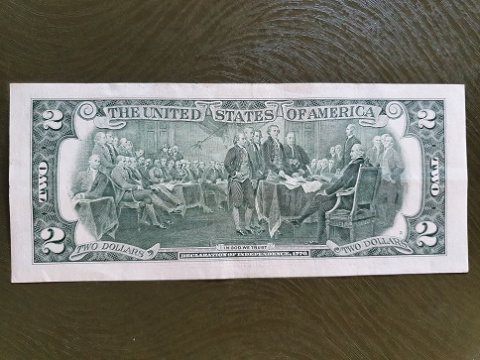 THE UNITED STATES OF AMERICA
2
2
TWO
TWO
2
2
TWO DOLLARS
TWO DOLLARS
IN GOD WE TRUST
DECLARATION OF INDEPENDENCE, 1776